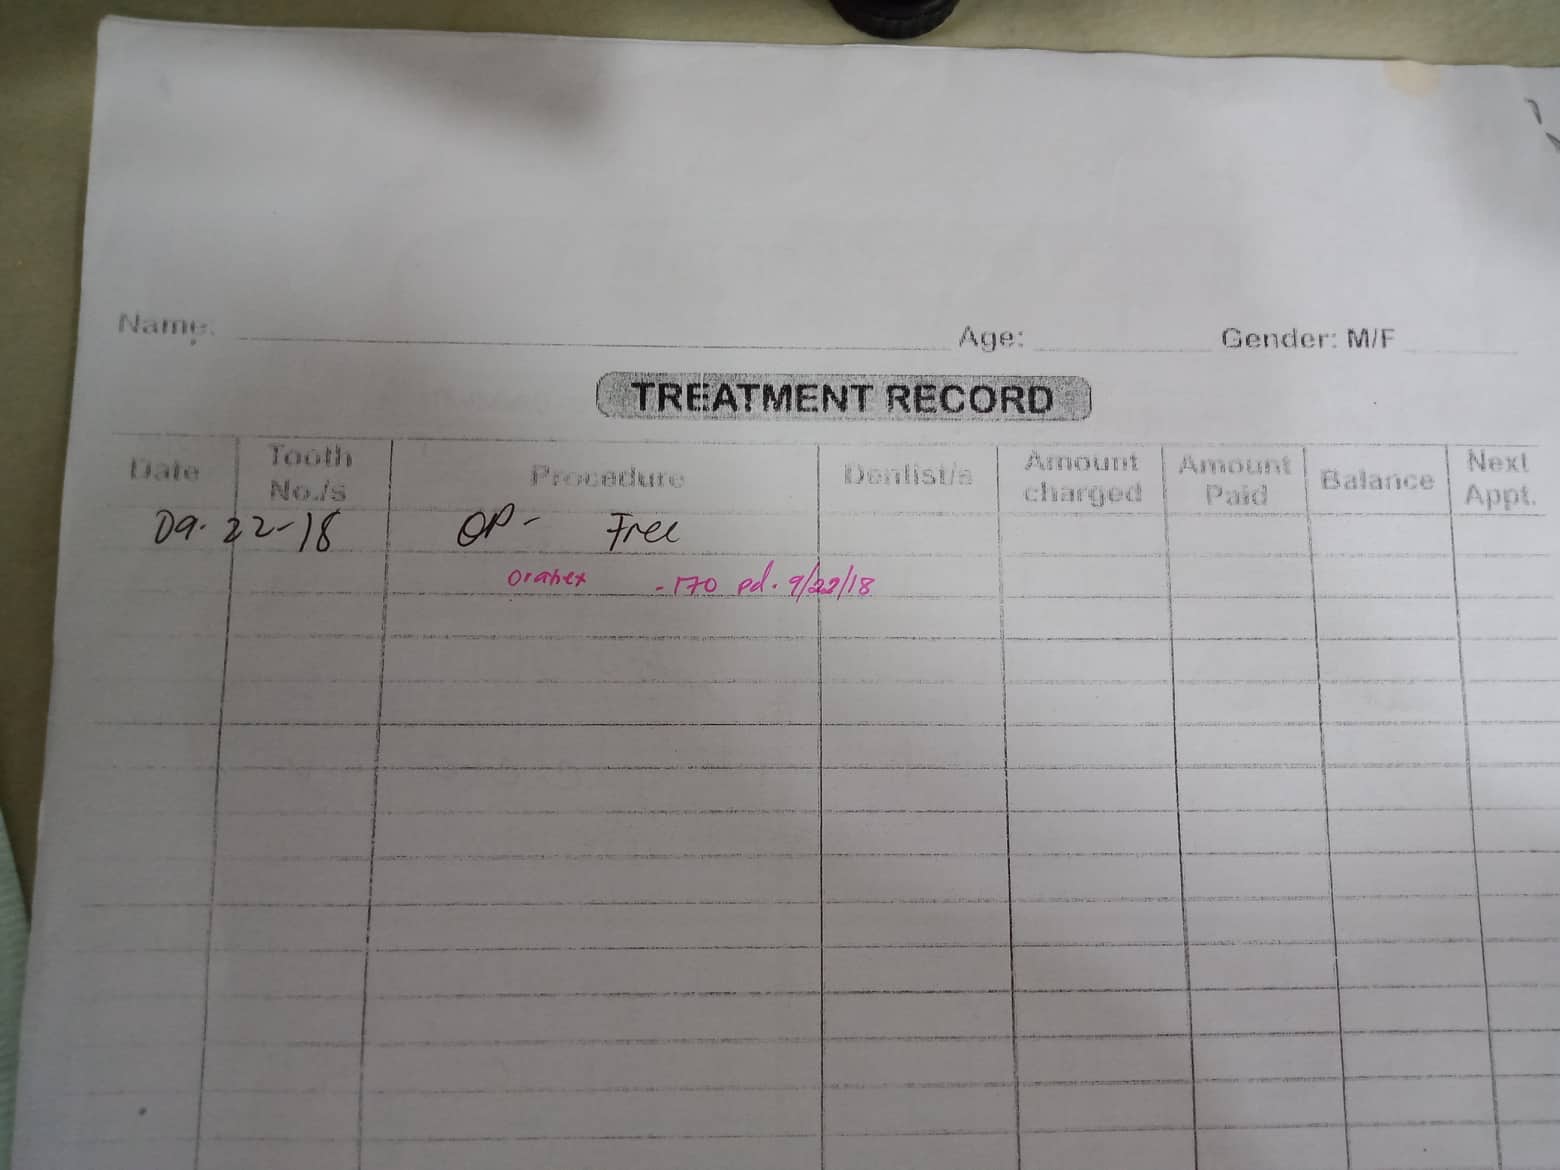 Name: Age: Gender: M/F
TREATMENT RECORD
Date Tooth No./s Procedure Dentist/s Amount charged Amount Paid Balance Next Appt.
09-22-18 OP - Free
Orahex - 170 pd. 9/22/18